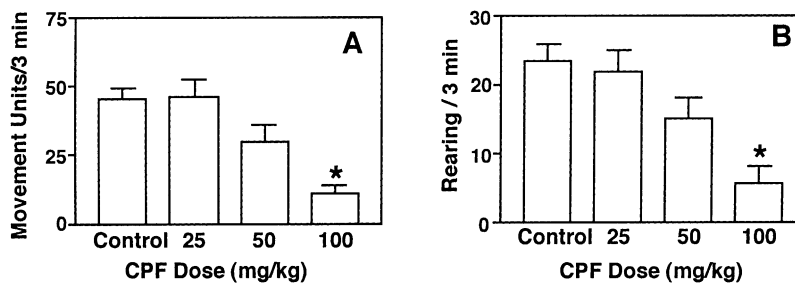 A
Movement Units/3 min
75
50
25
0
*
Control 25 50 100
CPF Dose (mg/kg)
B
Rearing / 3 min
30
20
10
0
*
Control 25 50 100
CPF Dose (mg/kg)